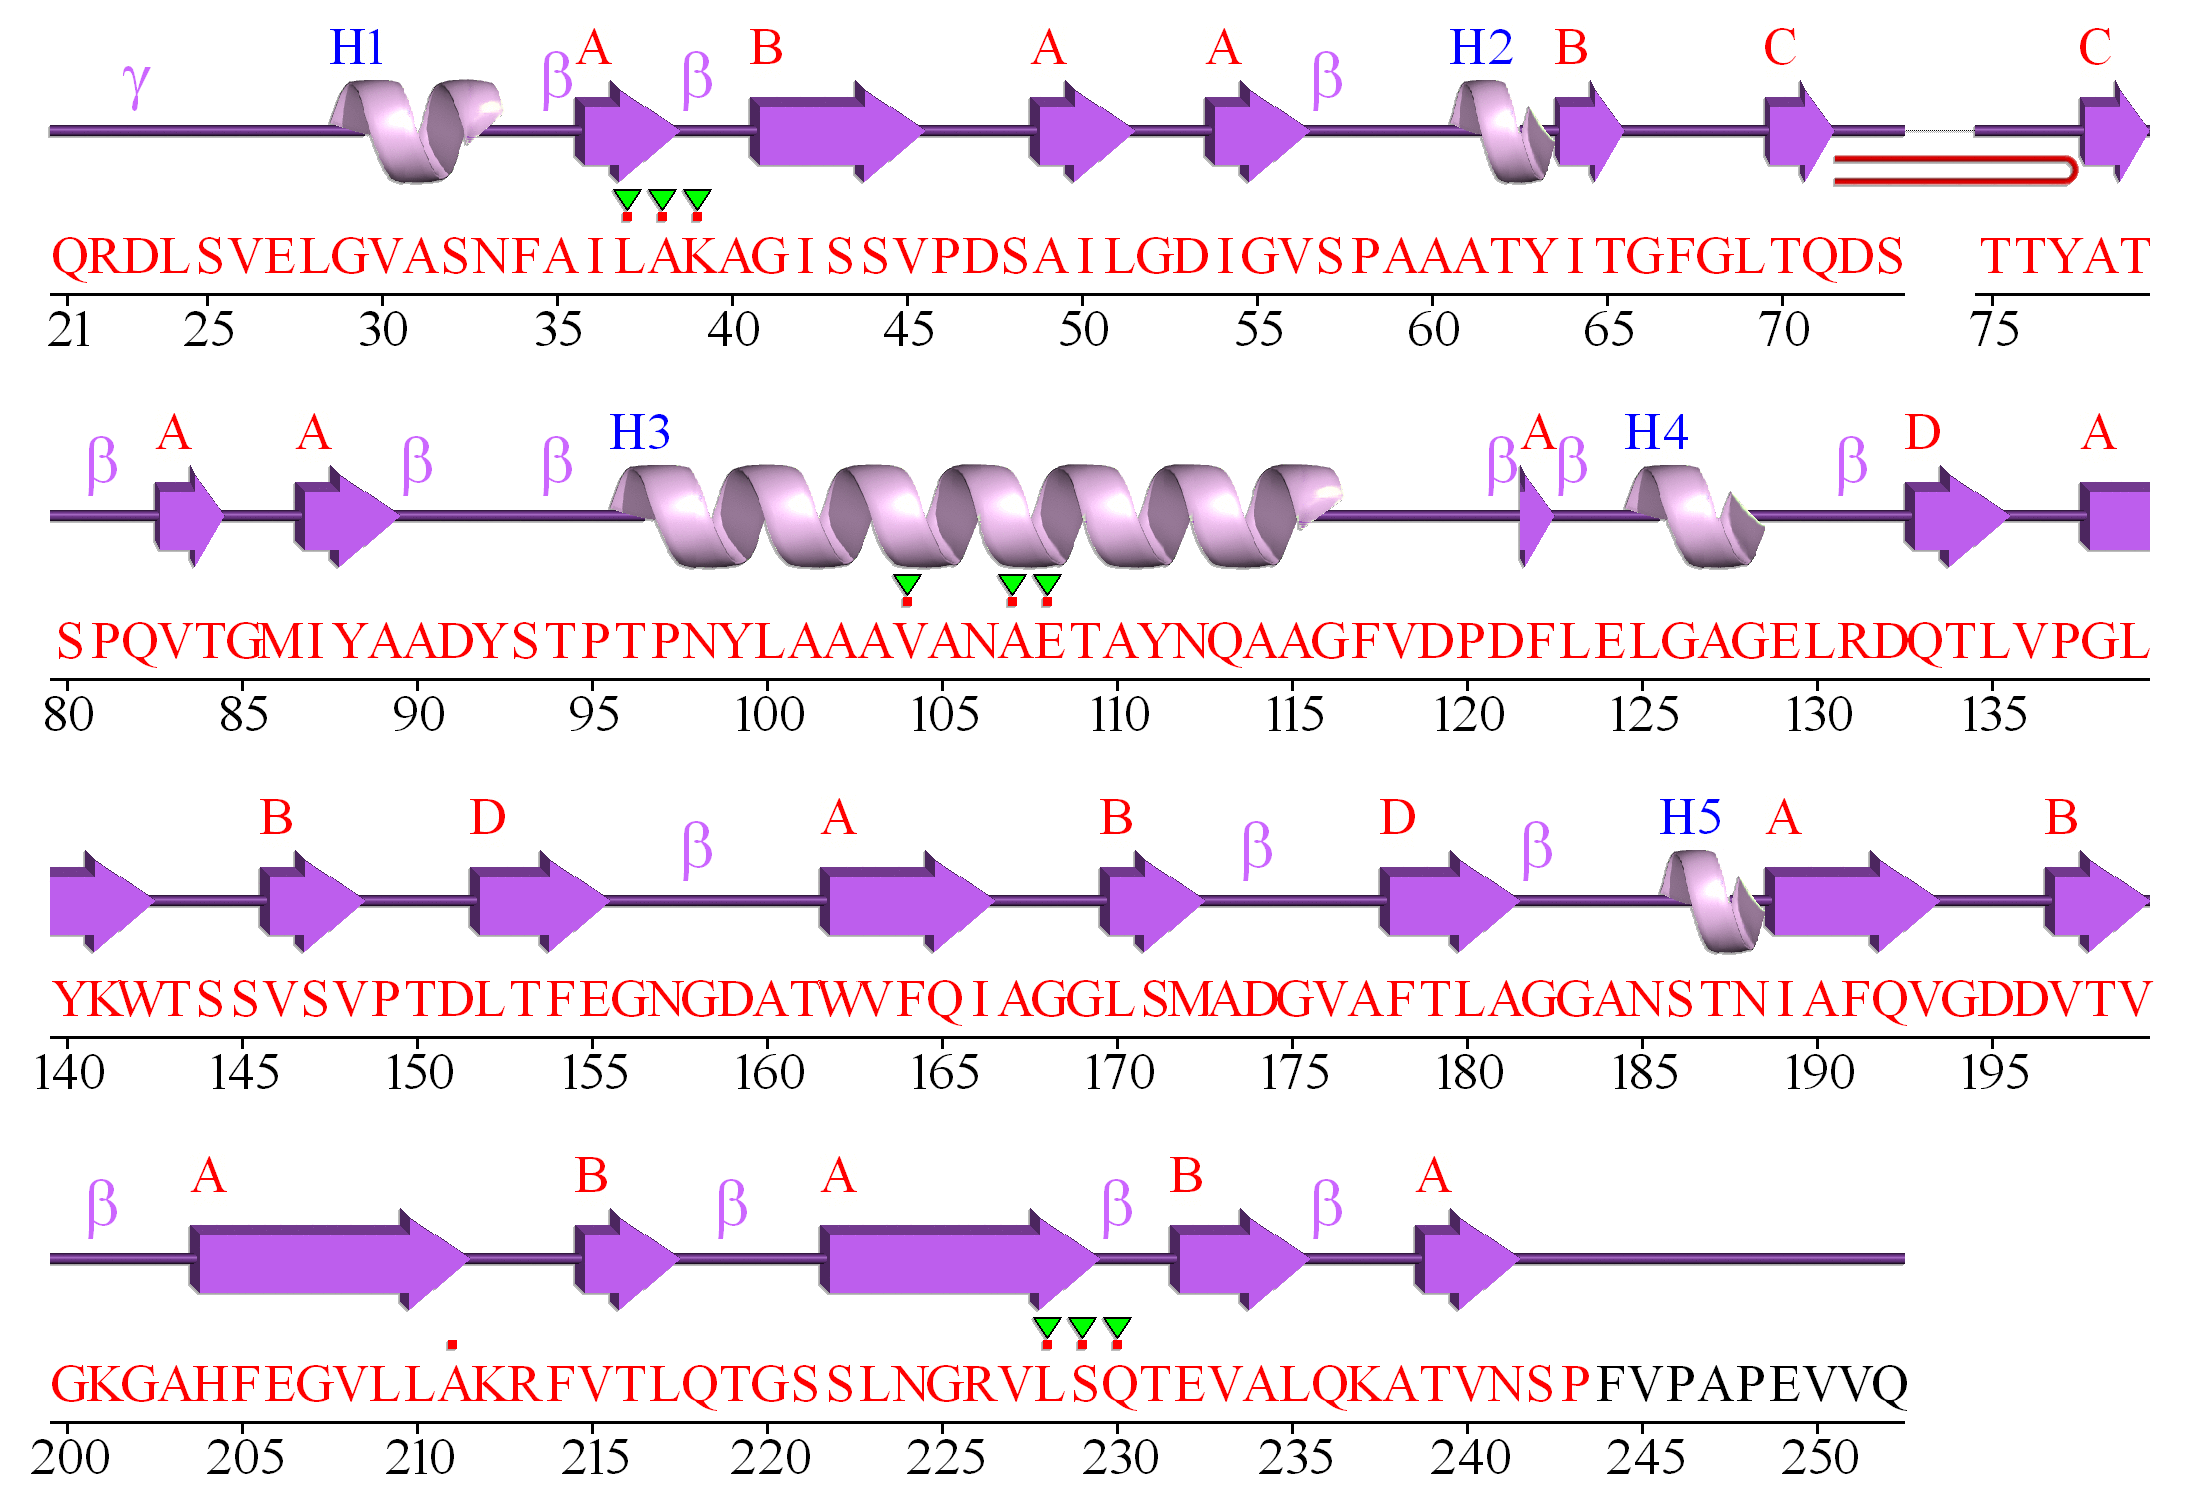 γ H1 β A β B A A β H2 B C C
QRDLSVELGVASNFAILAKAGISSVPDSAILGDIGVSPAAATYITGFGLTQDS TTYAT
21 25 30 35 40 45 50 55 60 65 70 75
β A A β β H3 β A β H4 β D A
SPQVTGMIYAADYSTPTPNYLAAAVANAETAYNQAAGFVDPDFLELGAGELRDQTLVPGL
80 85 90 95 100 105 110 115 120 125 130 135
B D β A B β D β H5 A B
YKWTSSVSVPTDLTFEGNGDATWVFQIAGGLSMADGVAFTLAGGANSTNIAFQVGDDVTV
140 145 150 155 160 165 170 175 180 185 190 195
β A B β A β B β A
GKGAHFEGVLLAKRFVTLQTGSSLNGRVLSQTEVALQKATVNSPFVPAPEVVQ
200 205 210 215 220 225 230 235 240 245 250